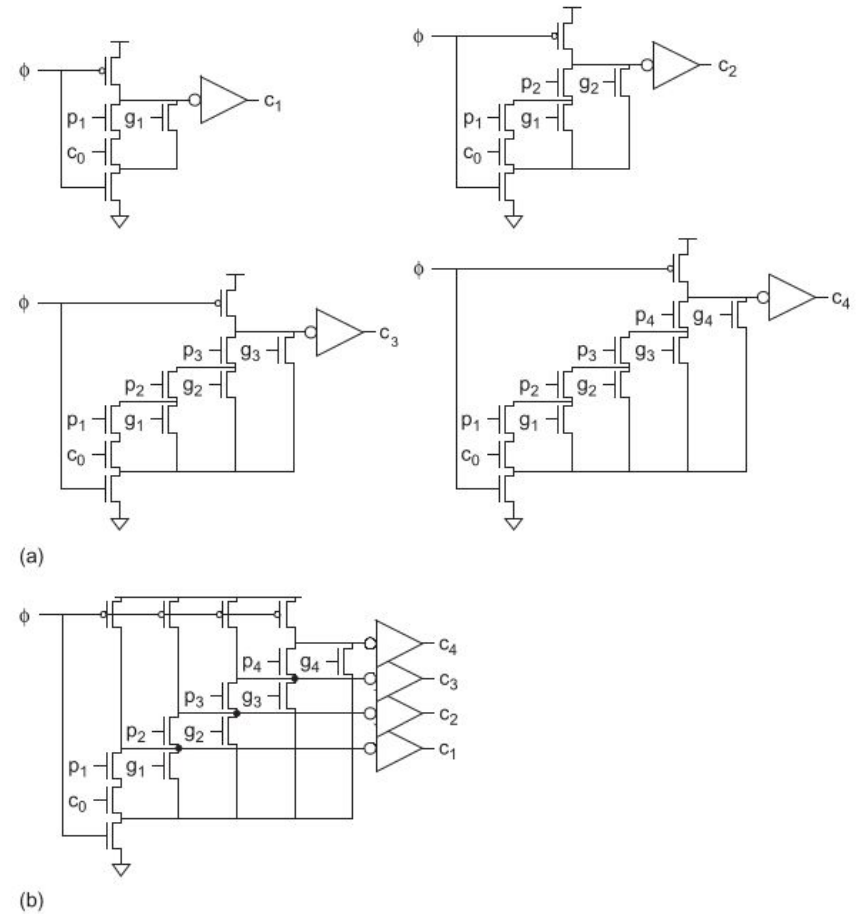 ϕ
c₁
p₁ g₁
c₀
ϕ
c₂
p₂ g₂
p₁ g₁
c₀
ϕ
c₃
p₃ g₃
p₂ g₂
p₁ g₁
c₀
ϕ
c₄
p₄ g₄
p₃ g₃
p₂ g₂
p₁ g₁
c₀
(a)
ϕ
c₄
p₄ g₄
c₃
p₃ g₃
c₂
p₂ g₂
c₁
p₁ g₁
c₀
(b)